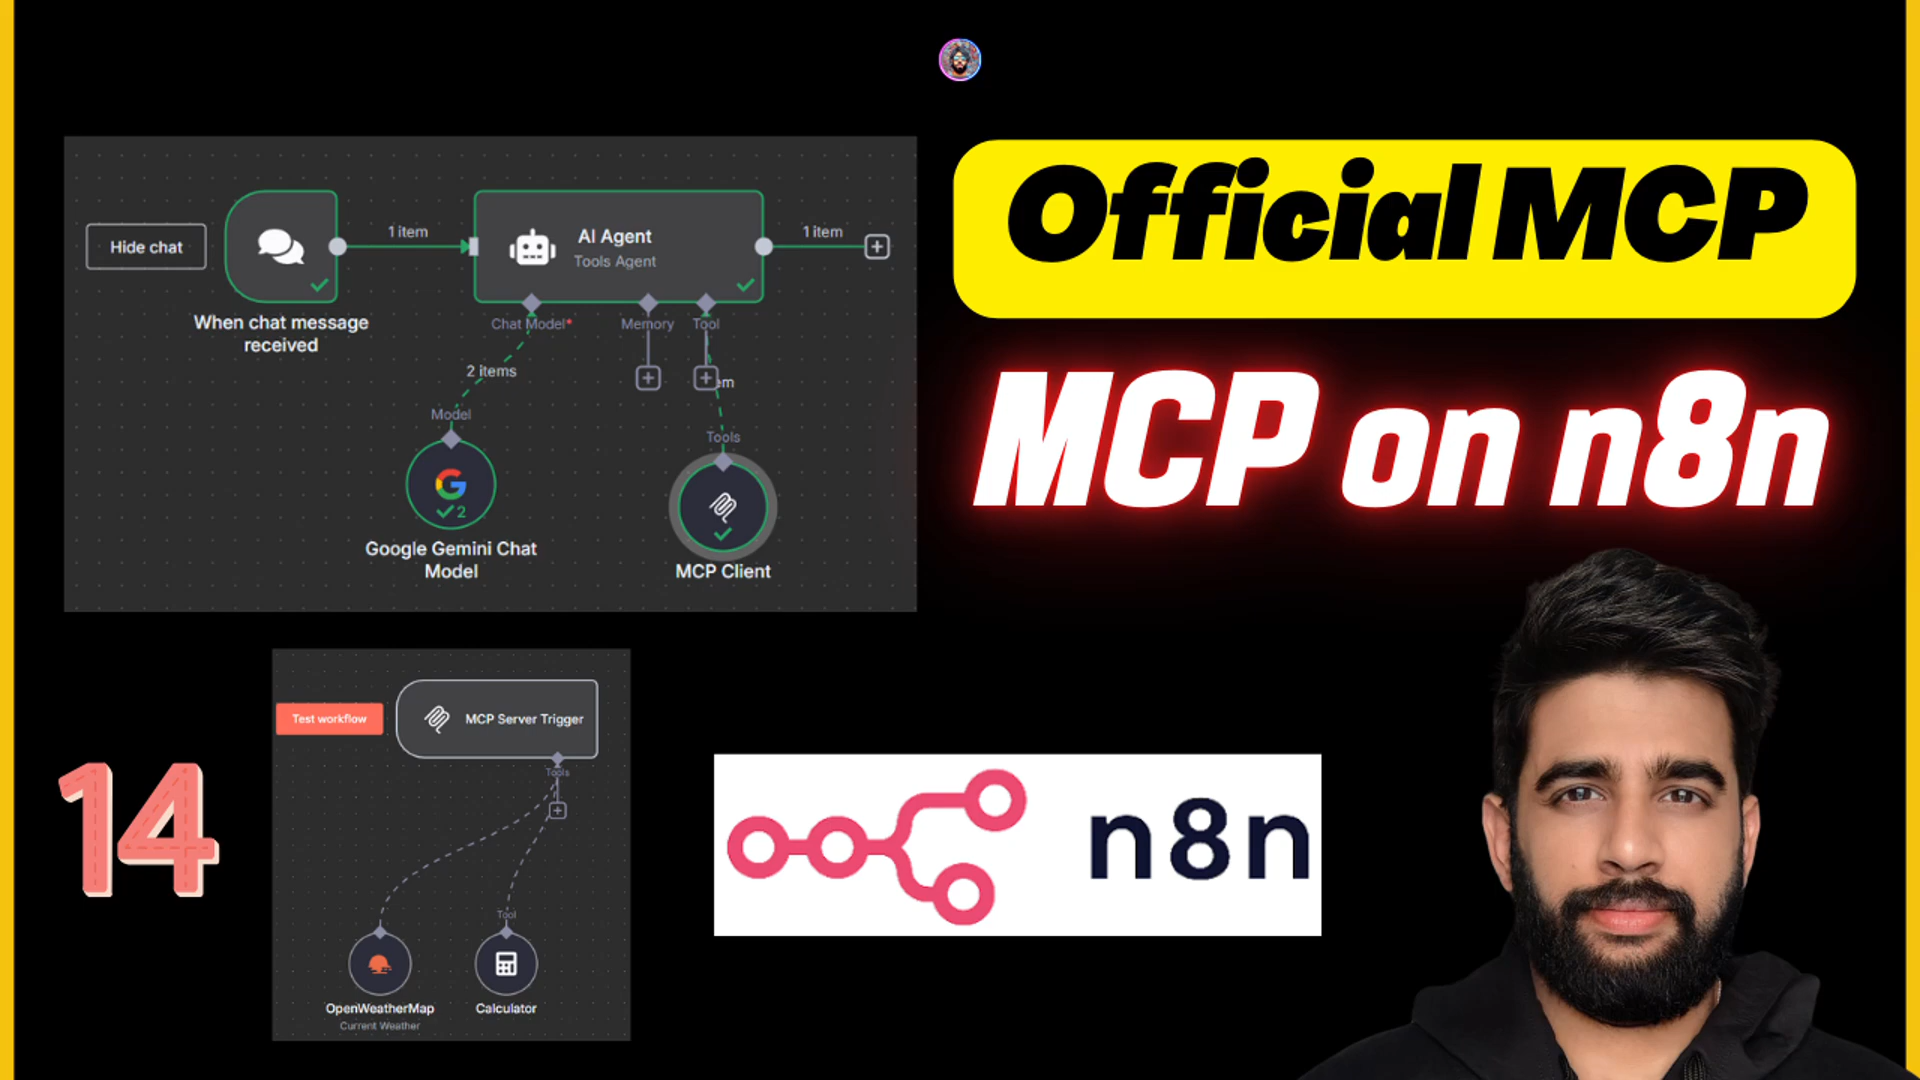 Official MCP
MCP on n8n
Hide chat
1 item
AI Agent
Tools Agent
1 item
When chat message
received
Chat Model*
Memory
Tool
2 items
em
Model
Tools
2
Google Gemini Chat
Model
MCP Client
Test workflow
MCP Server Trigger
Tools
Tool
OpenWeatherMap
Current Weather
Calculator
14
n8n